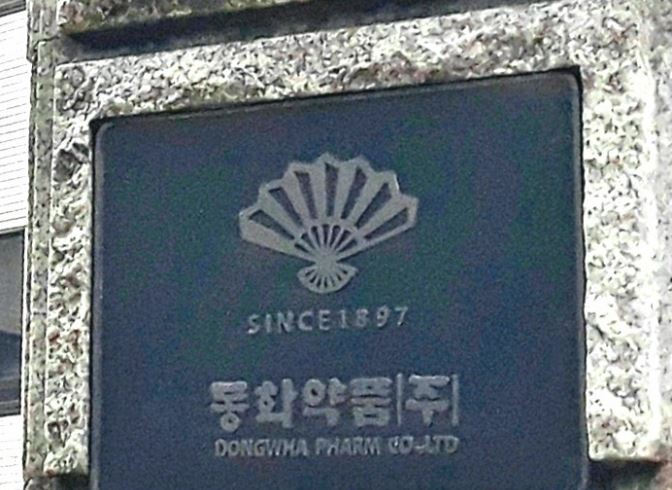 SINCE1897
동화약품(주)
DONGWHA PHARM CO-LTD